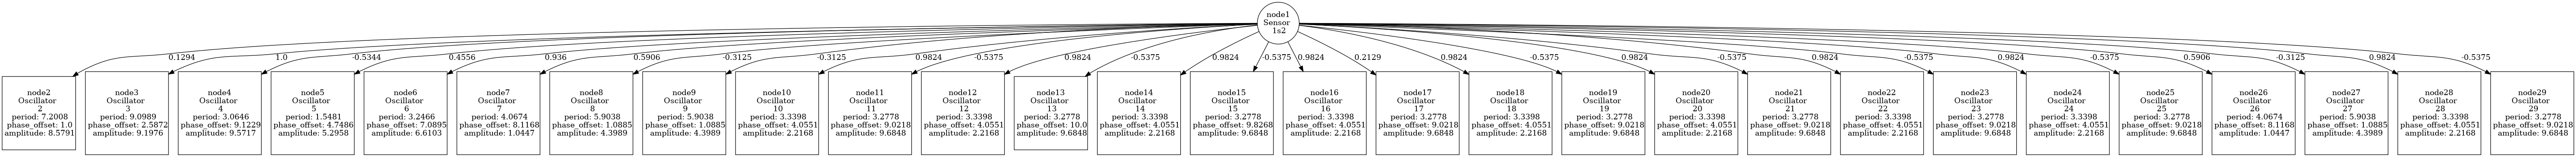 node1
Sensor
1s2
0.1294
1.0
-0.5344
0.4556
0.936
0.5906
-0.3125
-0.3125
0.9824
-0.5375
0.9824
-0.5375
0.9824
-0.5375
0.9824
0.2129
0.9824
-0.5375
0.9824
-0.5375
0.9824
-0.5375
0.9824
-0.5375
0.5906
-0.3125
0.9824
-0.5375
node2
Oscillator
2
period: 7.2008
phase_offset: 1.0
amplitude: 8.5791
node3
Oscillator
3
period: 9.0989
phase_offset: 2.5872
amplitude: 9.1976
node4
Oscillator
4
period: 3.0646
phase_offset: 9.1229
amplitude: 9.5717
node5
Oscillator
5
period: 1.5481
phase_offset: 4.7486
amplitude: 5.2958
node6
Oscillator
6
period: 3.2466
phase_offset: 7.0895
amplitude: 6.6103
node7
Oscillator
7
period: 4.0674
phase_offset: 8.1168
amplitude: 1.0447
node8
Oscillator
8
period: 5.9038
phase_offset: 1.0885
amplitude: 4.3989
node9
Oscillator
9
period: 5.9038
phase_offset: 1.0885
amplitude: 4.3989
node10
Oscillator
10
period: 3.3398
phase_offset: 4.0551
amplitude: 2.2168
node11
Oscillator
11
period: 3.2778
phase_offset: 9.0218
amplitude: 9.6848
node12
Oscillator
12
period: 3.3398
phase_offset: 4.0551
amplitude: 2.2168
node13
Oscillator
13
period: 3.2778
phase_offset: 10.0
amplitude: 9.6848
node14
Oscillator
14
period: 3.3398
phase_offset: 4.0551
amplitude: 2.2168
node15
Oscillator
15
period: 3.2778
phase_offset: 9.8268
amplitude: 9.6848
node16
Oscillator
16
period: 3.3398
phase_offset: 4.0551
amplitude: 2.2168
node17
Oscillator
17
period: 3.2778
phase_offset: 9.0218
amplitude: 9.6848
node18
Oscillator
18
period: 3.3398
phase_offset: 4.0551
amplitude: 2.2168
node19
Oscillator
19
period: 3.2778
phase_offset: 9.0218
amplitude: 9.6848
node20
Oscillator
20
period: 3.3398
phase_offset: 4.0551
amplitude: 2.2168
node21
Oscillator
21
period: 3.2778
phase_offset: 9.0218
amplitude: 9.6848
node22
Oscillator
22
period: 3.3398
phase_offset: 4.0551
amplitude: 2.2168
node23
Oscillator
23
period: 3.2778
phase_offset: 9.0218
amplitude: 9.6848
node24
Oscillator
24
period: 3.3398
phase_offset: 4.0551
amplitude: 2.2168
node25
Oscillator
25
period: 3.2778
phase_offset: 9.0218
amplitude: 9.6848
node26
Oscillator
26
period: 4.0674
phase_offset: 8.1168
amplitude: 1.0447
node27
Oscillator
27
period: 5.9038
phase_offset: 1.0885
amplitude: 4.3989
node28
Oscillator
28
period: 3.3398
phase_offset: 4.0551
amplitude: 2.2168
node29
Oscillator
29
period: 3.2778
phase_offset: 9.0218
amplitude: 9.6848